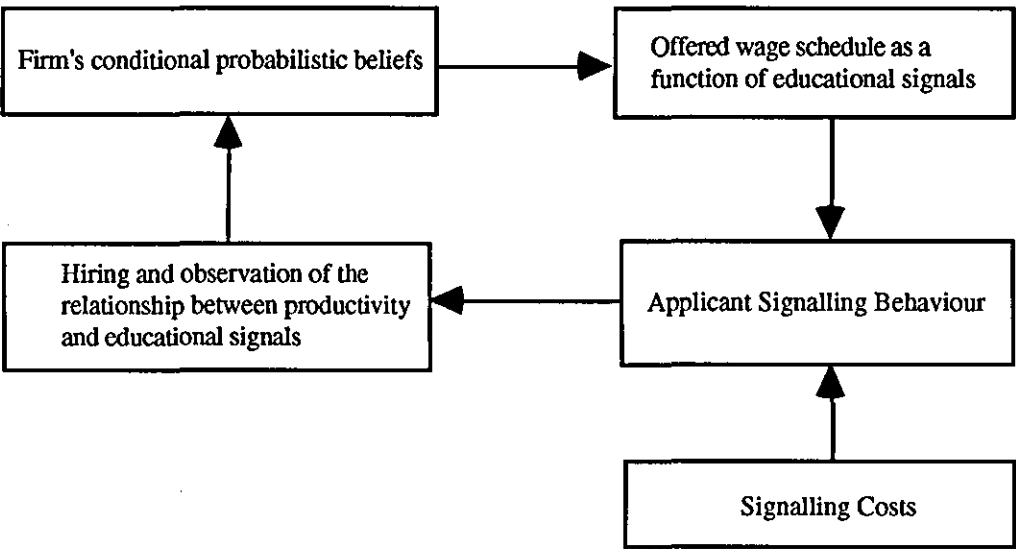 Firm's conditional probabilistic beliefs
Offered wage schedule as a
function of educational signals
Hiring and observation of the
relationship between productivity
and educational signals
Applicant Signalling Behaviour
Signalling Costs